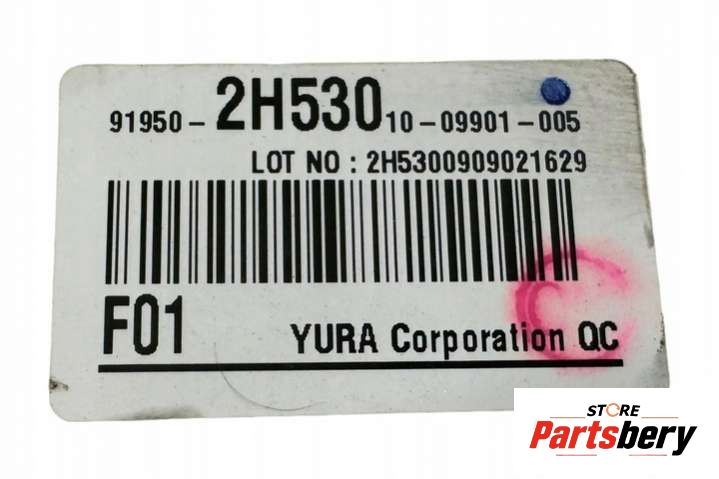 91950- 2H530 10-09901-005
LOT NO : 2H5300909021629
F01 YURA Corporation QC
STORE
Partsbery